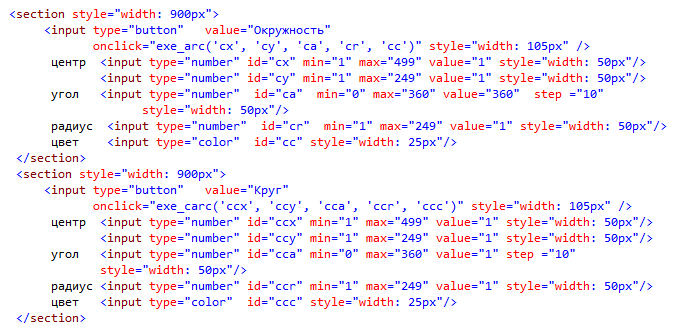 <section style="width: 900px">
<input type="button" value="Окружность"
onclick="exe_arc('cx', 'cy', 'ca', 'cr', 'cc')" style="width: 105px" />
центр <input type="number" id="cx" min="1" max="499" value="1" style="width: 50px"/>
<input type="number" id="cy" min="1" max="249" value="1" style="width: 50px"/>
угол <input type="number" id="ca" min="0" max="360" value="360" step ="10"
style="width: 50px"/>
радиус <input type="number" id="cr" min="1" max="249" value="1" style="width: 50px"/>
цвет <input type="color" id="cc" style="width: 25px"/>
</section>
<section style="width: 900px">
<input type="button" value="Круг"
onclick="exe_carc('ccx', 'ccy', 'cca', 'ccr', 'ccc')" style="width: 105px" />
центр <input type="number" id="ccx" min="1" max="499" value="1" style="width: 50px"/>
<input type="number" id="ccy" min="1" max="249" value="1" style="width: 50px"/>
угол <input type="number" id="cca" min="0" max="360" value="1" step ="10"
style="width: 50px"/>
радиус <input type="number" id="ccr" min="1" max="249" value="1" style="width: 50px"/>
цвет <input type="color" id="ccc" style="width: 25px"/>
</section>